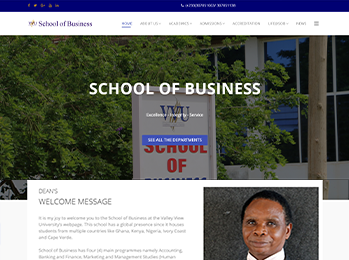 School of Business
HOME
ABOUT US
ACADEMICS
ADMISSIONS
ACCREDITATION
CALENDAR
NEWS
SCHOOL OF BUSINESS
Excellence - Integrity - Service
VVU
SEE ALL THE DEPARTMENTS
SCHOOL
OF
DEAN'S
WELCOME MESSAGE
It is my joy to welcome you to the School of Business at the Valley View
University's webpage. This school has a global presence since it houses
students from multiple countries like Ghana, Kenya, Nigeria, Ivory Coast
and Cape Verde.
School of Business has Four (4) main programmes namely Accounting,
Banking and Finance, Marketing and Management Studies (Human